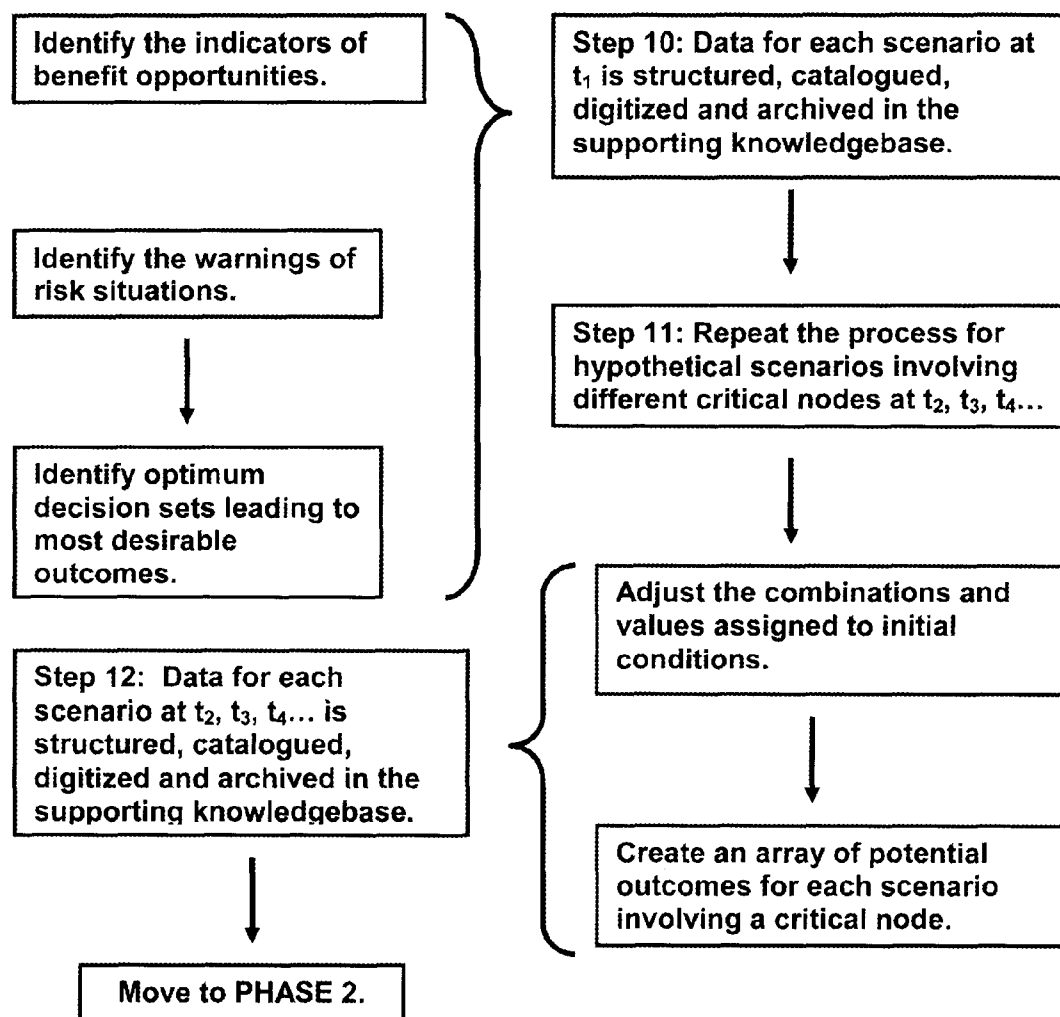 Identify the indicators of
benefit opportunities.
Identify the warnings of
risk situations.
Identify optimum
decision sets leading to
most desirable
outcomes.
Step 10: Data for each scenario at
t₁ is structured, catalogued,
digitized and archived in the
supporting knowledgebase.
Step 11: Repeat the process for
hypothetical scenarios involving
different critical nodes at t₂, t₃, t₄...
Adjust the combinations and
values assigned to initial
conditions.
Create an array of potential
outcomes for each scenario
involving a critical node.
Step 12: Data for each
scenario at t₂, t₃, t₄... is
structured, catalogued,
digitized and archived in the
supporting knowledgebase.
Move to PHASE 2.